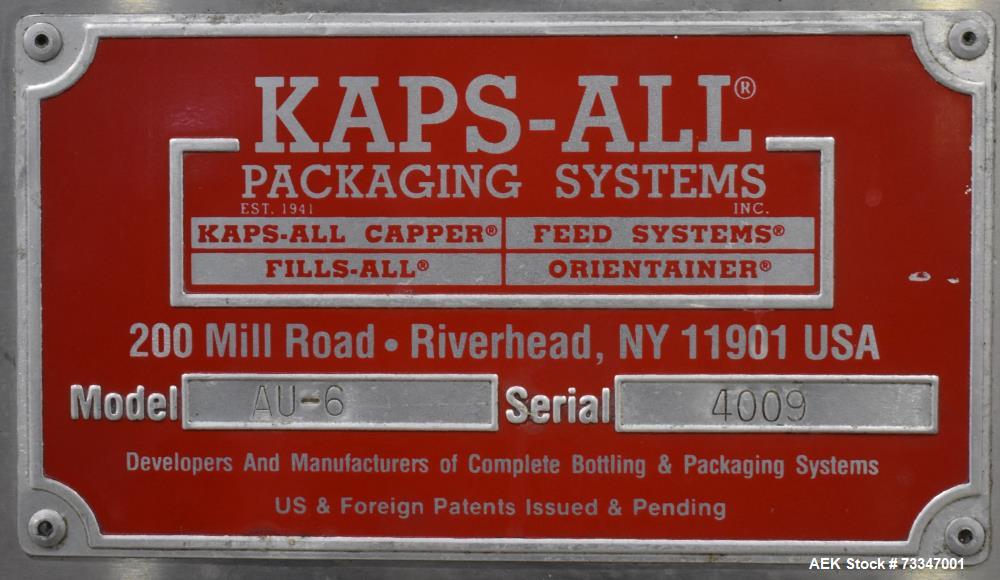 KAPS-ALL®
PACKAGING SYSTEMS
EST. 1941 INC.
KAPS-ALL CAPPER® FEED SYSTEMS®
FILLS-ALL® ORIENTAINER®
200 Mill Road • Riverhead, NY 11901 USA
Model AU-6 Serial 4009
Developers And Manufacturers of Complete Bottling & Packaging Systems
US & Foreign Patents Issued & Pending
AEK Stock # 73347001